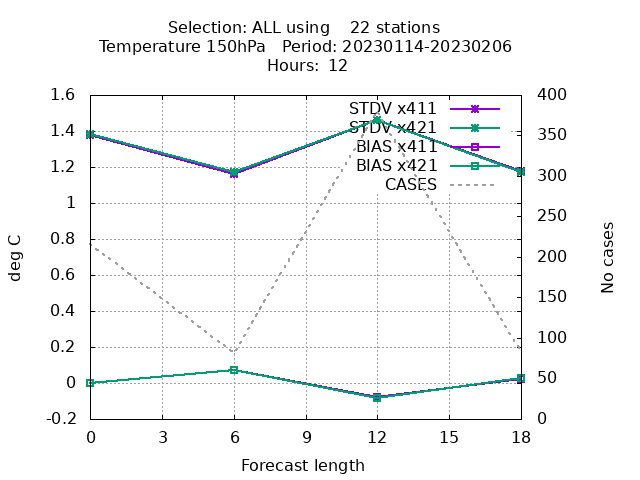 Selection: ALL using    22 stations
Temperature 150hPa   Period: 20230114-20230206
Hours: 12
1.6
1.4
1.2
1
0.8
0.6
0.4
0.2
0
-0.2
deg C
400
350
300
250
200
150
100
50
0
No cases
STDV x411
STDV x421
BIAS x411
BIAS x421
CASES
0
3
6
9
12
15
18
Forecast length